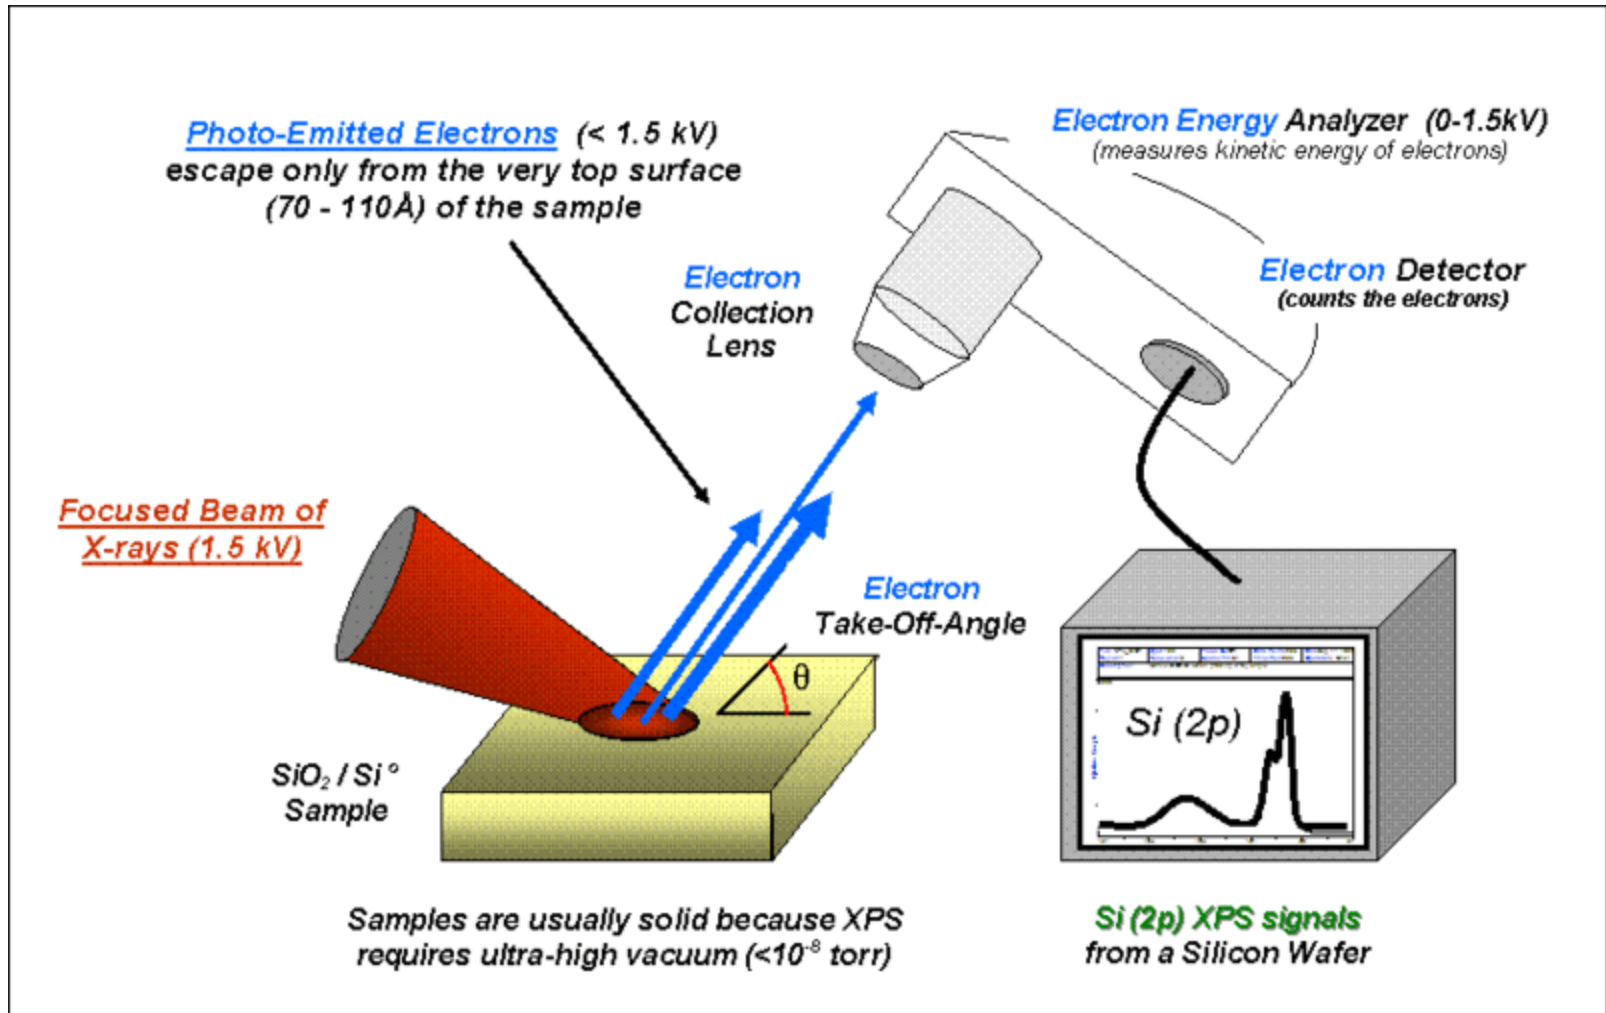 Photo-Emitted Electrons (< 1.5 kV)
escape only from the very top surface
(70 - 110Å) of the sample
Electron Energy Analyzer (0-1.5kV)
(measures kinetic energy of electrons)
Electron Detector
(counts the electrons)
Electron
Collection
Lens
Focused Beam of
X-rays (1.5 kV)
Electron
Take-Off-Angle
θ
SiO₂ / Si°
Sample
Si (2p)
Samples are usually solid because XPS
requires ultra-high vacuum (<10⁻⁸ torr)
Si (2p) XPS signals
from a Silicon Wafer